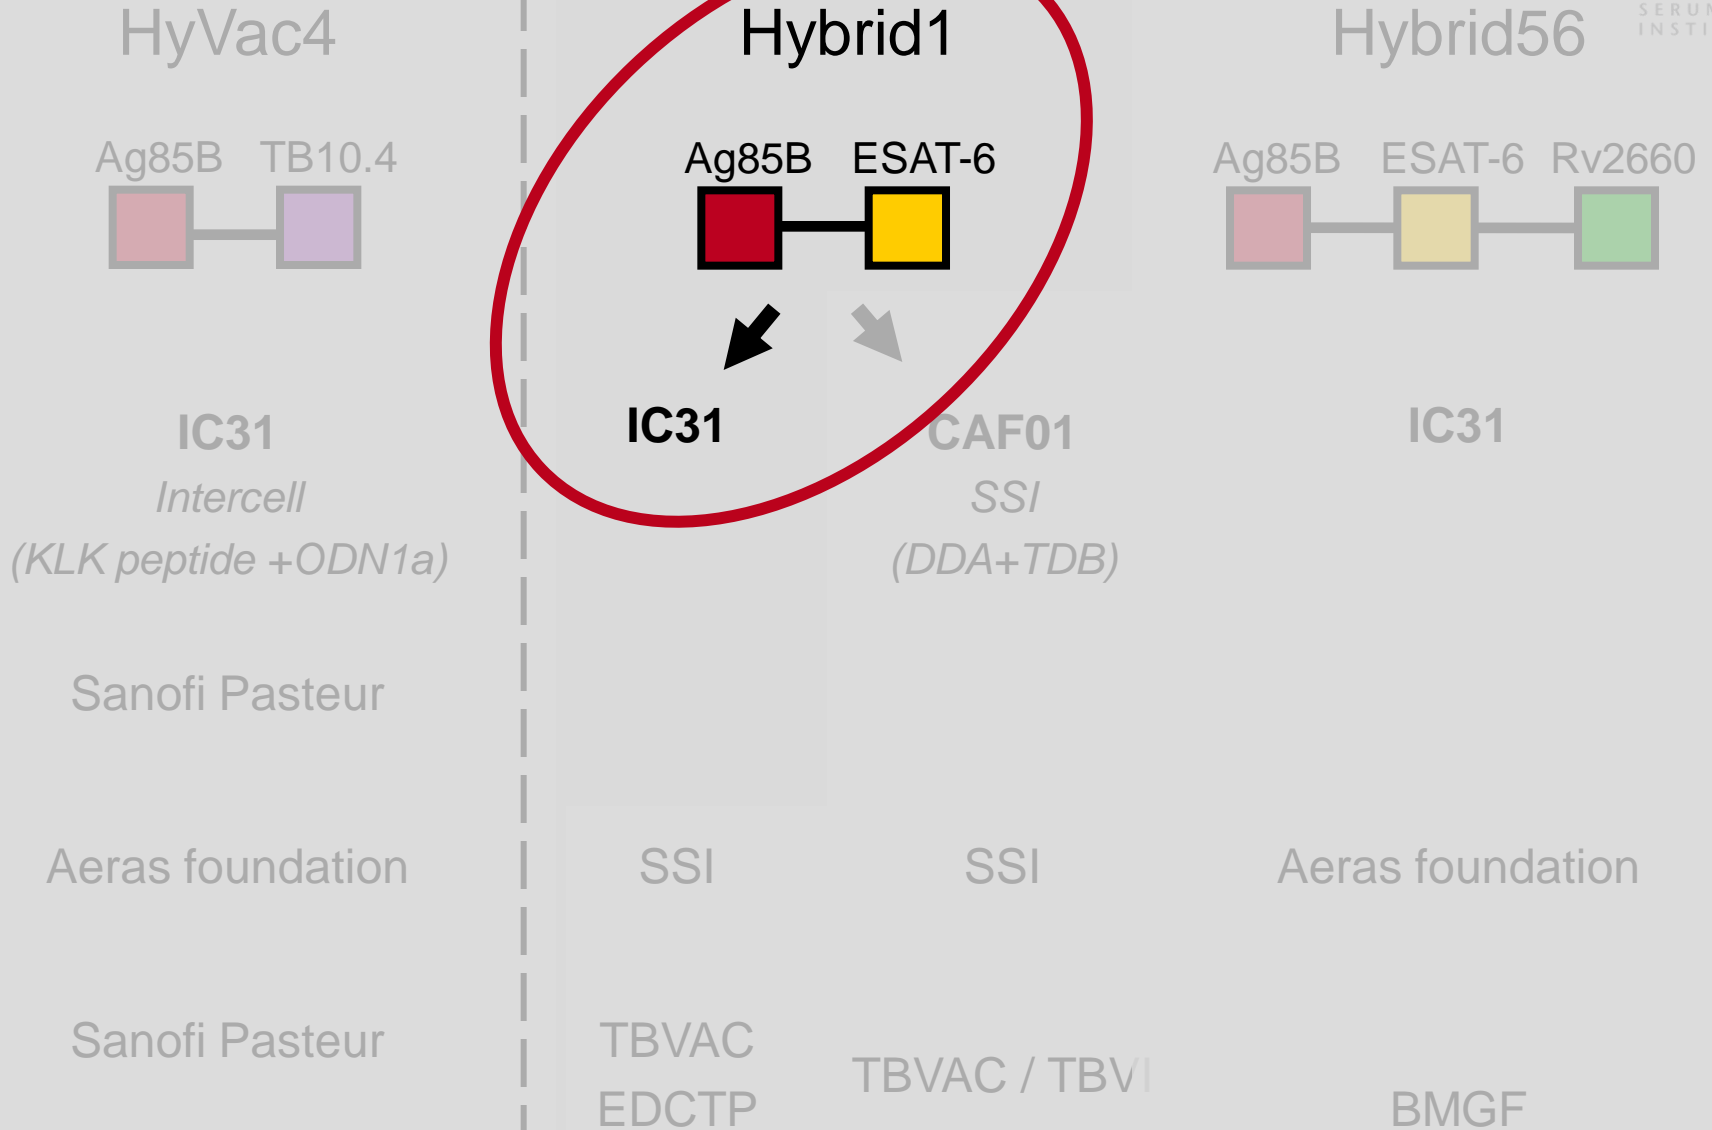 HyVac4
Hybrid1
Hybrid56
Ag85B TB10.4
Ag85B ESAT-6
Ag85B ESAT-6 Rv2660
IC31
IC31
CAF01
IC31
Intercell
SSI
(KLK peptide +ODN1a)
(DDA+TDB)
Sanofi Pasteur
Aeras foundation
SSI
SSI
Aeras foundation
Sanofi Pasteur
TBVAC
EDCTP
TBVAC / TBVI
BMGF